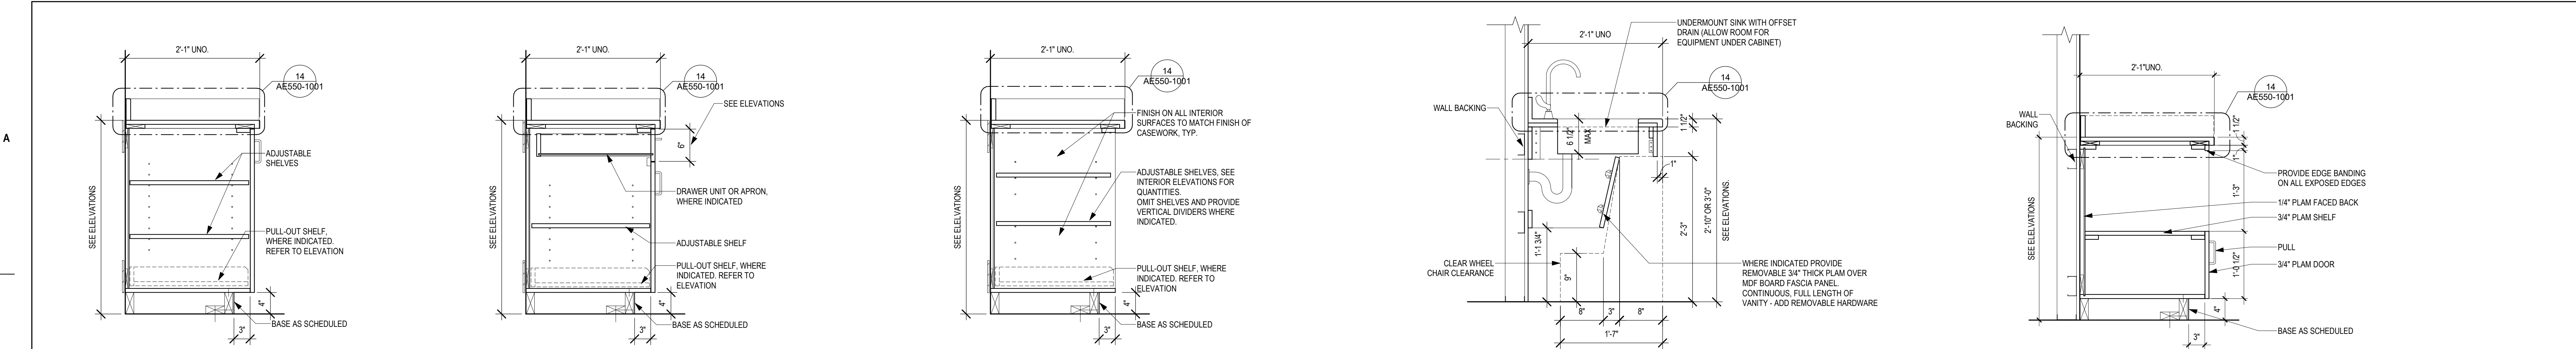 A
2'-1" UNO.
14
AE550-1001
SEE ELELVATIONS
ADJUSTABLE
SHELVES
PULL-OUT SHELF,
WHERE INDICATED.
REFER TO ELEVATION
4"
BASE AS SCHEDULED
3"
2'-1" UNO.
14
AE550-1001
SEE ELEVATIONS
6"
SEE ELELVATIONS
DRAWER UNIT OR APRON,
WHERE INDICATED
ADJUSTABLE SHELF
PULL-OUT SHELF, WHERE
INDICATED. REFER TO
ELEVATION
4"
BASE AS SCHEDULED
3"
2'-1" UNO.
14
AE550-1001
SEE ELELVATIONS
FINISH ON ALL INTERIOR
SURFACES TO MATCH FINISH OF
CASEWORK, TYP.
ADJUSTABLE SHELVES, SEE
INTERIOR ELEVATIONS FOR
QUANTITIES.
OMIT SHELVES AND PROVIDE
VERTICAL DIVIDERS WHERE
INDICATED.
PULL-OUT SHELF, WHERE
INDICATED. REFER TO
ELEVATION
4"
BASE AS SCHEDULED
3"
UNDERMOUNT SINK WITH OFFSET
DRAIN (ALLOW ROOM FOR
EQUIPMENT UNDER CABINET)
2'-1" UNO
14
AE550-1001
WALL BACKING
6 1/2"
MAX
1 1/2"
1"
2'-3"
2'-10" OR 3'-0"
SEE ELEVATIONS.
1'-1 3/4"
9"
CLEAR WHEEL
CHAIR CLEARANCE
WHERE INDICATED PROVIDE
REMOVABLE 3/4" THICK PLAM OVER
MDF BOARD FASCIA PANEL.
CONTINUOUS, FULL LENGTH OF
VANITY - ADD REMOVABLE HARDWARE
8"
3"
8"
1'-7"
2'-1"UNO.
14
AE550-1001
WALL
BACKING
1 1/2"
1"
SEE ELELVATIONS
PROVIDE EDGE BANDING
ON ALL EXPOSED EDGES
1'-3"
1/4" PLAM FACED BACK
3/4" PLAM SHELF
PULL
3/4" PLAM DOOR
1'-0 1/2"
4"
BASE AS SCHEDULED
3"